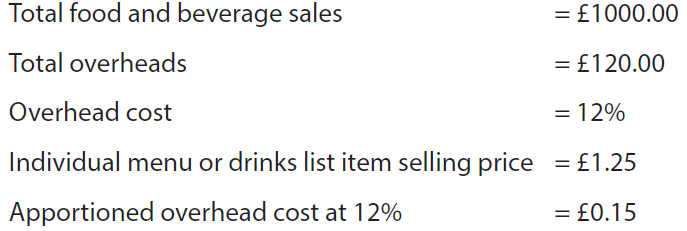 Total food and beverage sales = £1000.00
Total overheads = £120.00
Overhead cost = 12%
Individual menu or drinks list item selling price = £1.25
Apportioned overhead cost at 12% = £0.15